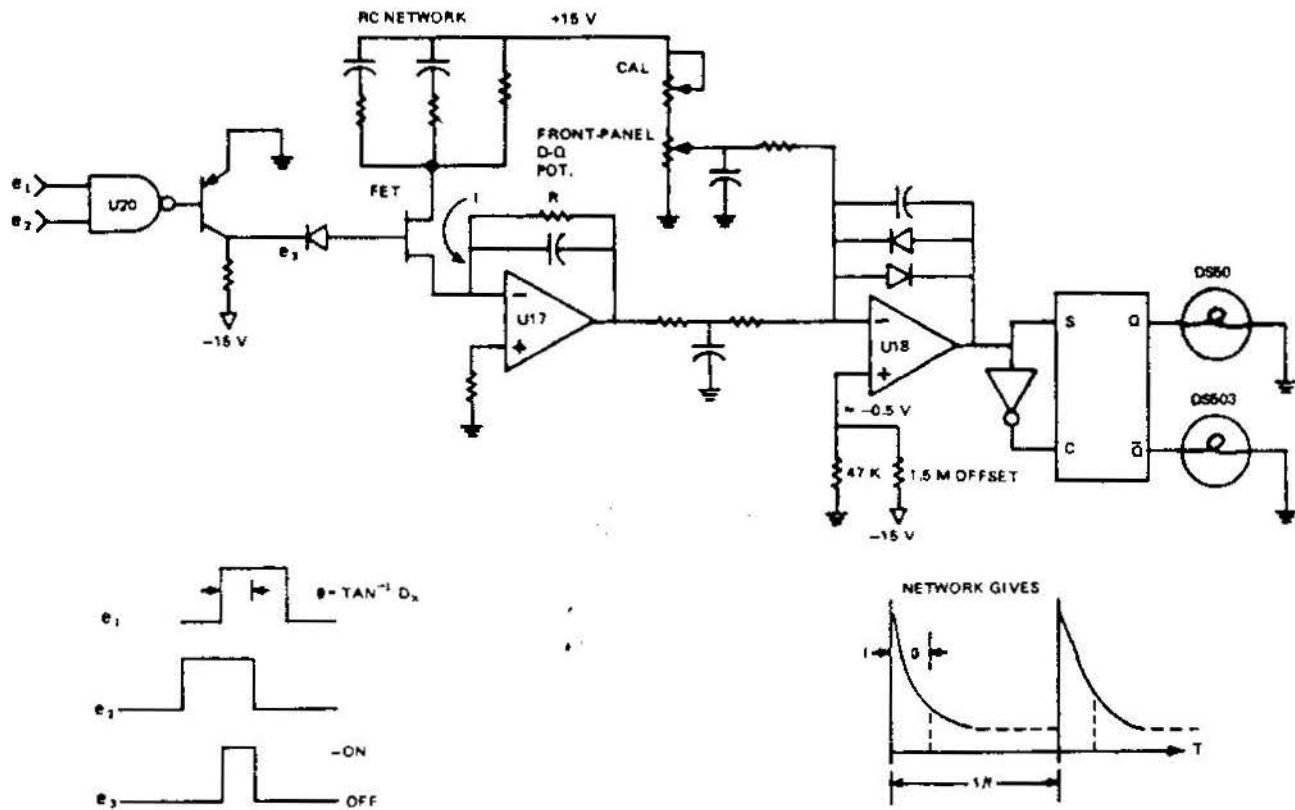 RC NETWORK
+15 V
CAL
FRONT-PANEL
D-Q
POT.
R
FET
I
e1
e2
U20
e3
-15 V
U17
U18
≈ -0.5 V
47 K
1.5 M OFFSET
-15 V
S
Q
C
Q̅
DS50
DS503
e1
θ = TAN⁻¹ Dx
e2
e3
-ON
OFF
NETWORK GIVES
I
θ
T
1/f